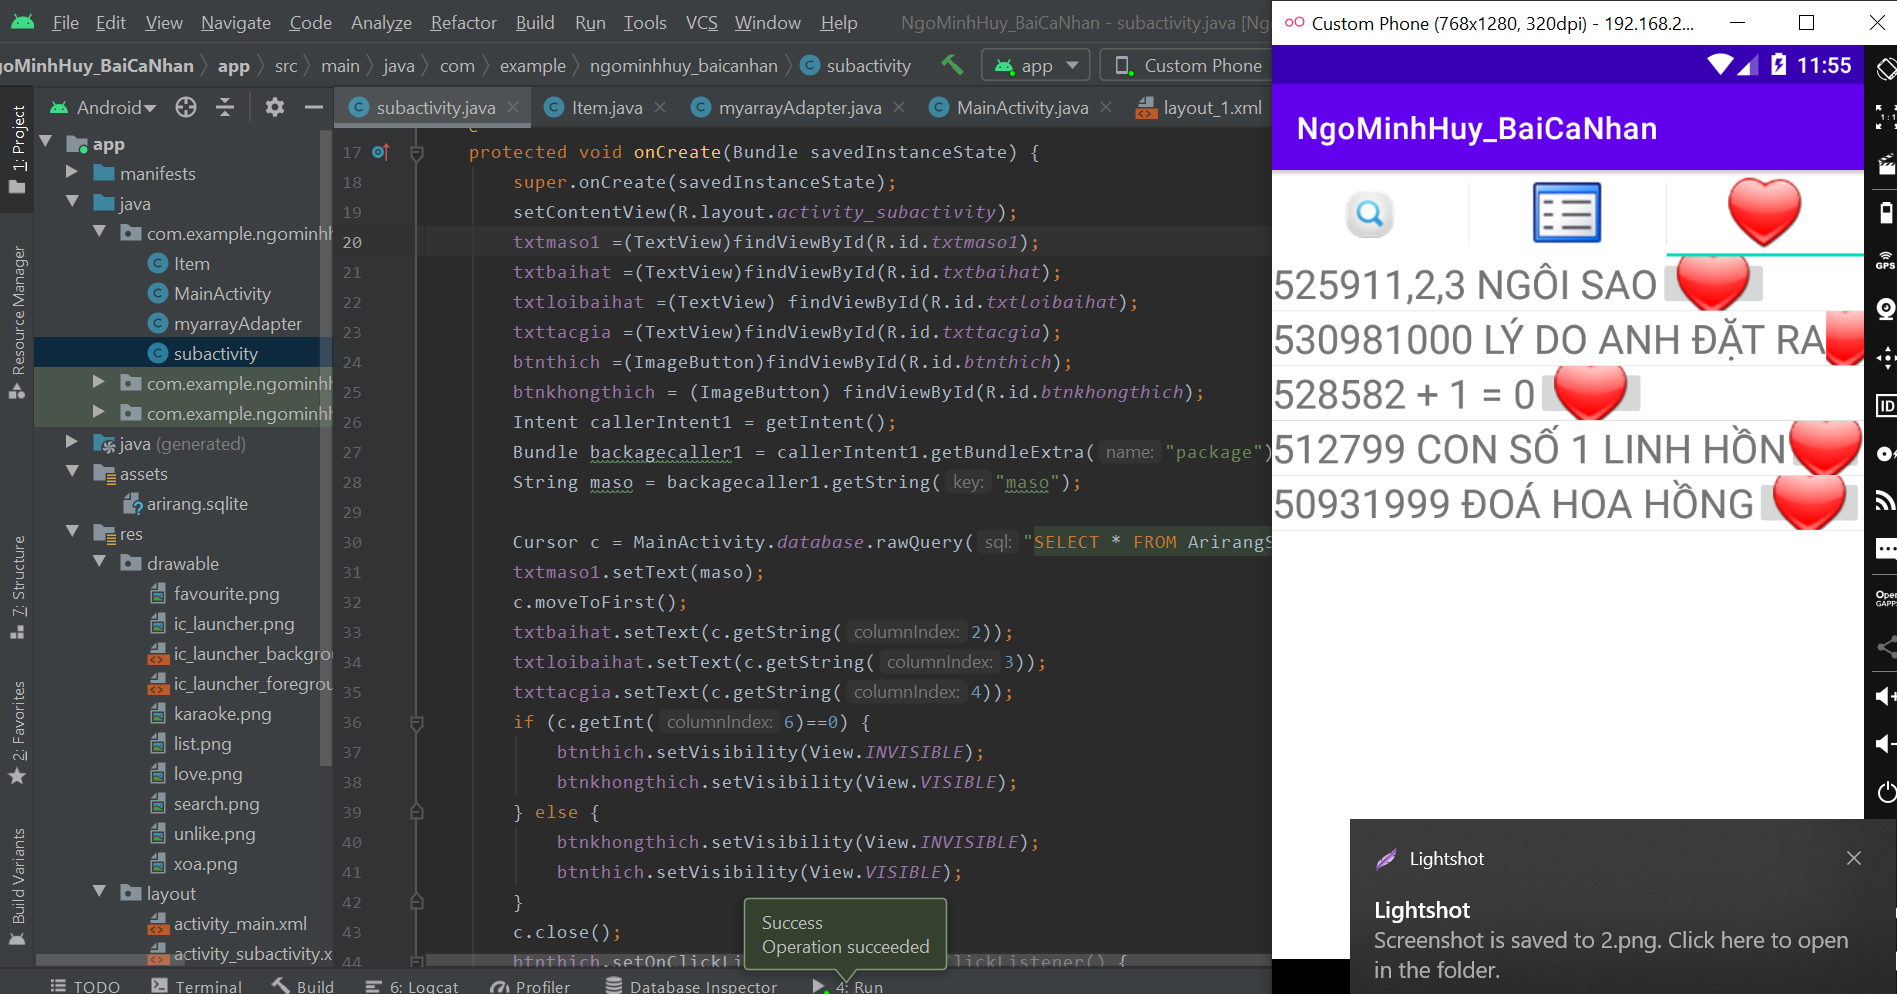 File Edit View Navigate Code Analyze Refactor Build Run Tools VCS Window Help NgoMinhHuy_BaiCaNhan - subactivity.java [Ng
oMinhHuy_BaiCaNhan app src main java com example ngominhhuy_baicanhan subactivity app Custom Phone
Android
subactivity.java Item.java myarrayAdapter.java MainActivity.java layout_1.xml
1: Project
Resource Manager
7: Structure
2: Favorites
Build Variants
app
manifests
java
com.example.ngominhh
Item
MainActivity
myarrayAdapter
subactivity
com.example.ngominhh
com.example.ngominhh
java (generated)
assets
arirang.sqlite
res
drawable
favourite.png
ic_launcher.png
ic_launcher_backgro
ic_launcher_foregrou
karaoke.png
list.png
love.png
search.png
unlike.png
xoa.png
layout
activity_main.xml
activity_subactivity.x
17 protected void onCreate(Bundle savedInstanceState) {
18 super.onCreate(savedInstanceState);
19 setContentView(R.layout.activity_subactivity);
20 txtmaso1 =(TextView)findViewById(R.id.txtmaso1);
21 txtbaihat =(TextView)findViewById(R.id.txtbaihat);
22 txtloibaihat =(TextView) findViewById(R.id.txtloibaihat);
23 txttacgia =(TextView)findViewById(R.id.txttacgia);
24 btnthich =(ImageButton)findViewById(R.id.btnthich);
25 btnkhongthich = (ImageButton) findViewById(R.id.btnkhongthich);
26 Intent callerIntent1 = getIntent();
27 Bundle backagecaller1 = callerIntent1.getBundleExtra( name: "package")
28 String maso = backagecaller1.getString( key: "maso");
29
30 Cursor c = MainActivity.database.rawQuery( sql: "SELECT * FROM ArirangS
31 txtmaso1.setText(maso);
32 c.moveToFirst();
33 txtbaihat.setText(c.getString( columnIndex: 2));
34 txtloibaihat.setText(c.getString( columnIndex: 3));
35 txttacgia.setText(c.getString( columnIndex: 4));
36 if (c.getInt( columnIndex: 6)==0) {
37 btnthich.setVisibility(View.INVISIBLE);
38 btnkhongthich.setVisibility(View.VISIBLE);
39 } else {
40 btnkhongthich.setVisibility(View.INVISIBLE);
41 btnthich.setVisibility(View.VISIBLE);
42 }
43 c.close();
44 btnthich.setOnClickLi ClickListener() {
Success
Operation succeeded
TODO Terminal Build 6: Logcat Profiler Database Inspector 4: Run
Custom Phone (768x1280, 320dpi) - 192.168.2...
11:55
NgoMinhHuy_BaiCaNhan
525911,2,3 NGÔI SAO
530981000 LÝ DO ANH ĐẶT RA
528582 + 1 = 0
512799 CON SỐ 1 LINH HỒN
50931999 ĐOÁ HOA HỒNG
1:1
GPS
ID
Open
GAPPS
Lightshot
Lightshot
Screenshot is saved to 2.png. Click here to open
in the folder.